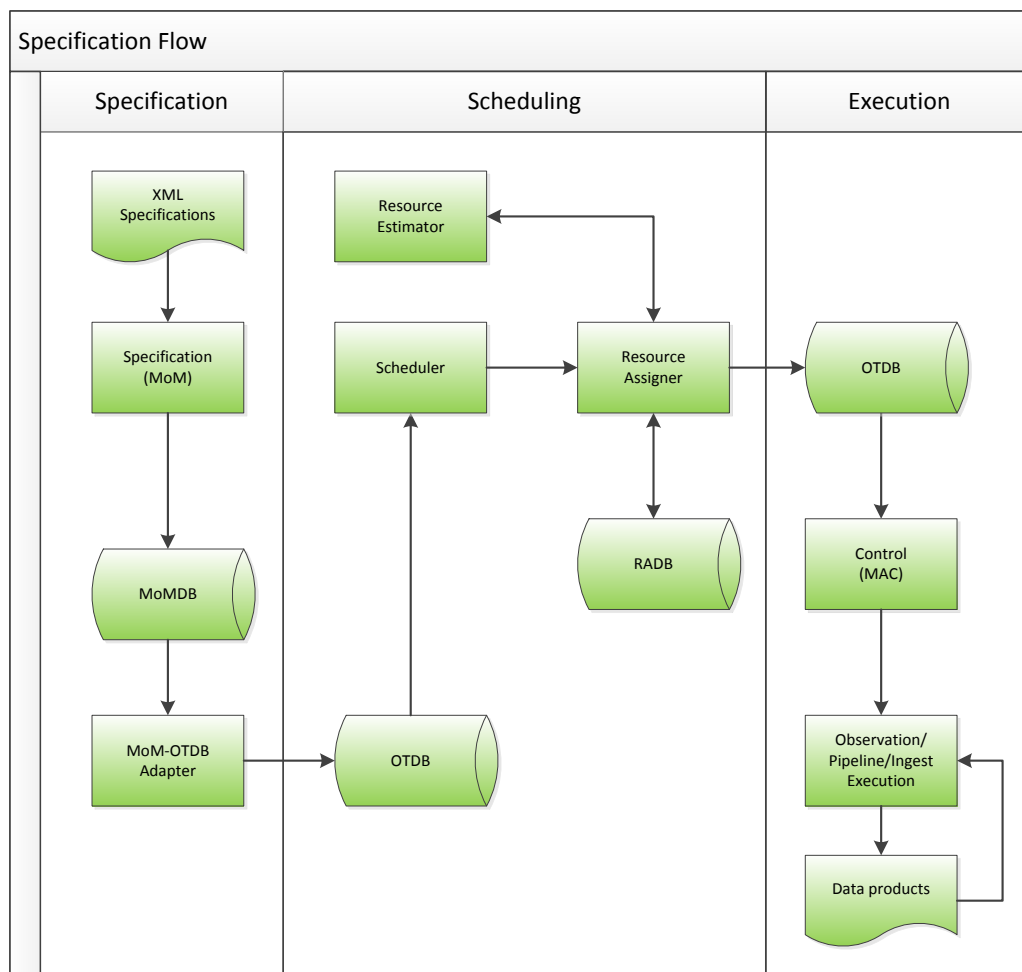 Specification Flow
Specification
Scheduling
Execution
XML
Specifications
Specification
(MoM)
MoMDB
MoM-OTDB
Adapter
Resource
Estimator
Scheduler
Resource
Assigner
RADB
OTDB
OTDB
Control
(MAC)
Observation/
Pipeline/Ingest
Execution
Data products